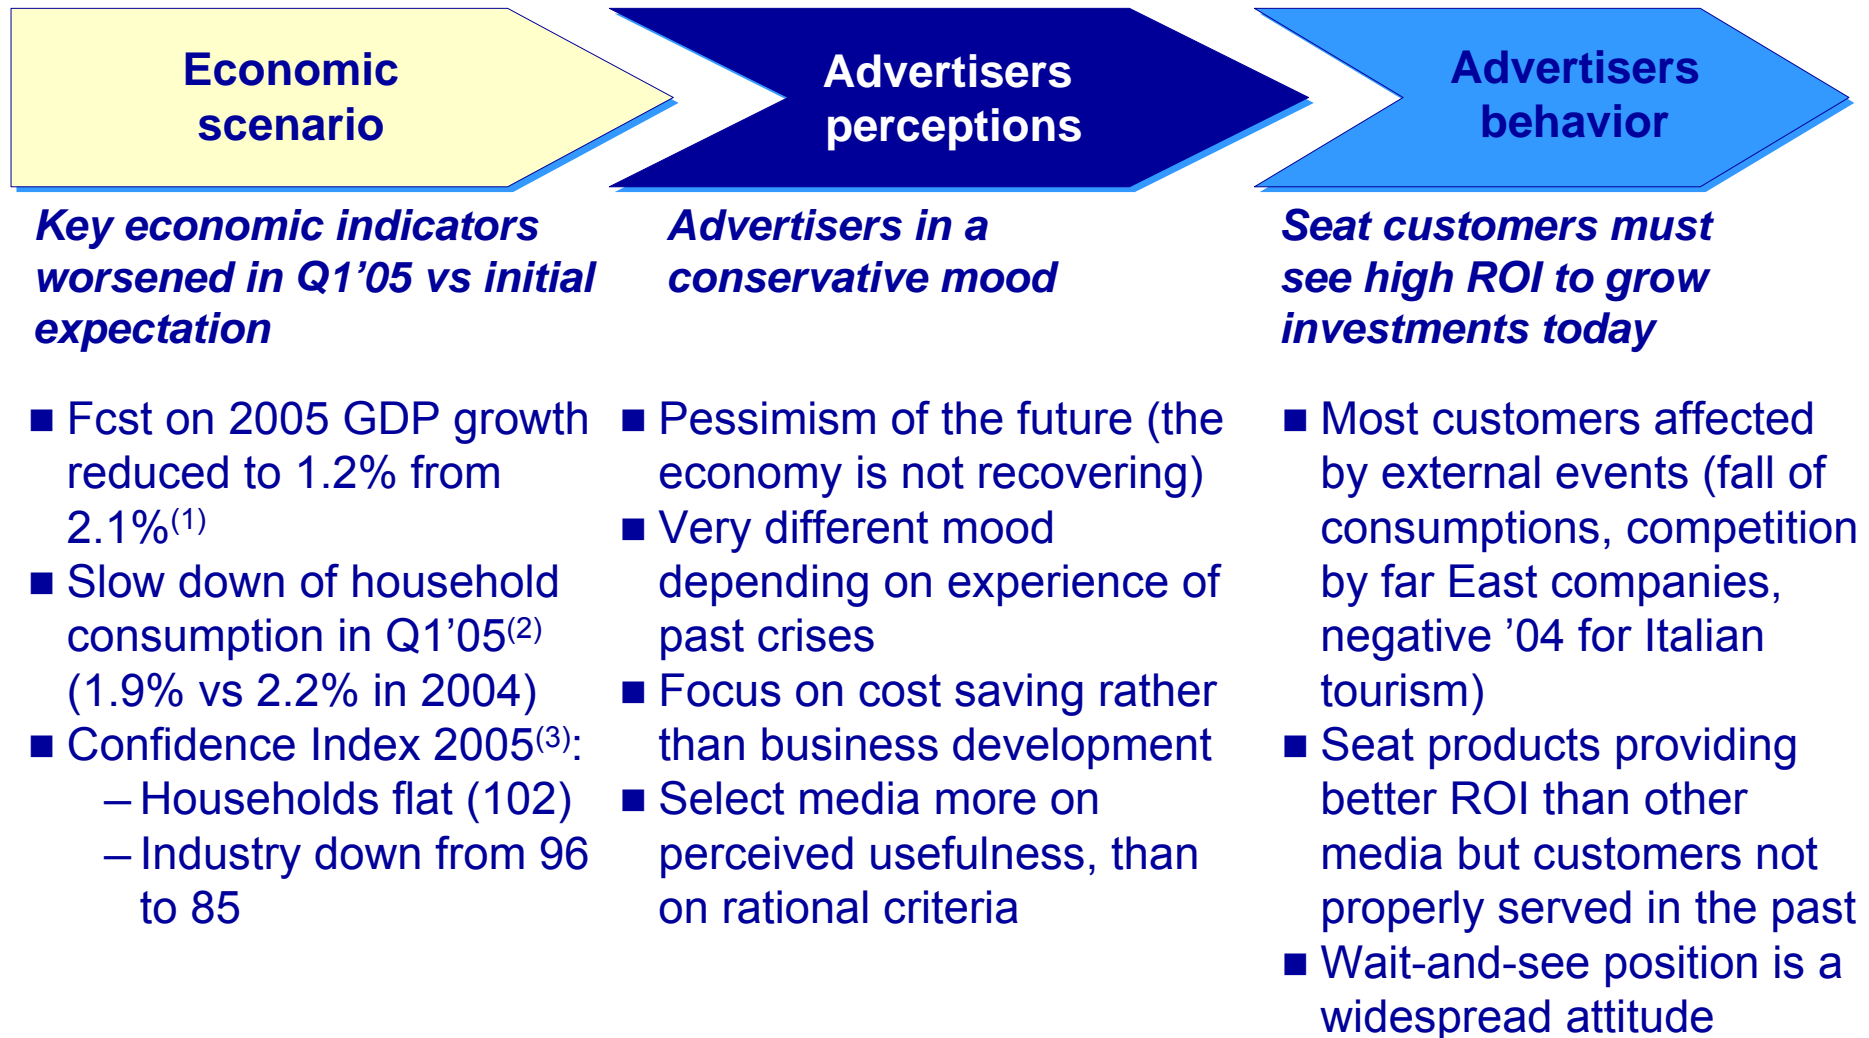 Economic
scenario
Advertisers
perceptions
Advertisers
behavior
Key economic indicators
worsened in Q1’05 vs initial
expectation
■ Fcst on 2005 GDP growth
reduced to 1.2% from
2.1%(1)
■ Slow down of household
consumption in Q1’05(2)
(1.9% vs 2.2% in 2004)
■ Confidence Index 2005(3):
– Households flat (102)
– Industry down from 96
to 85
Advertisers in a
conservative mood
■ Pessimism of the future (the
economy is not recovering)
■ Very different mood
depending on experience of
past crises
■ Focus on cost saving rather
than business development
■ Select media more on
perceived usefulness, than
on rational criteria
Seat customers must
see high ROI to grow
investments today
■ Most customers affected
by external events (fall of
consumptions, competition
by far East companies,
negative ’04 for Italian
tourism)
■ Seat products providing
better ROI than other
media but customers not
properly served in the past
■ Wait-and-see position is a
widespread attitude